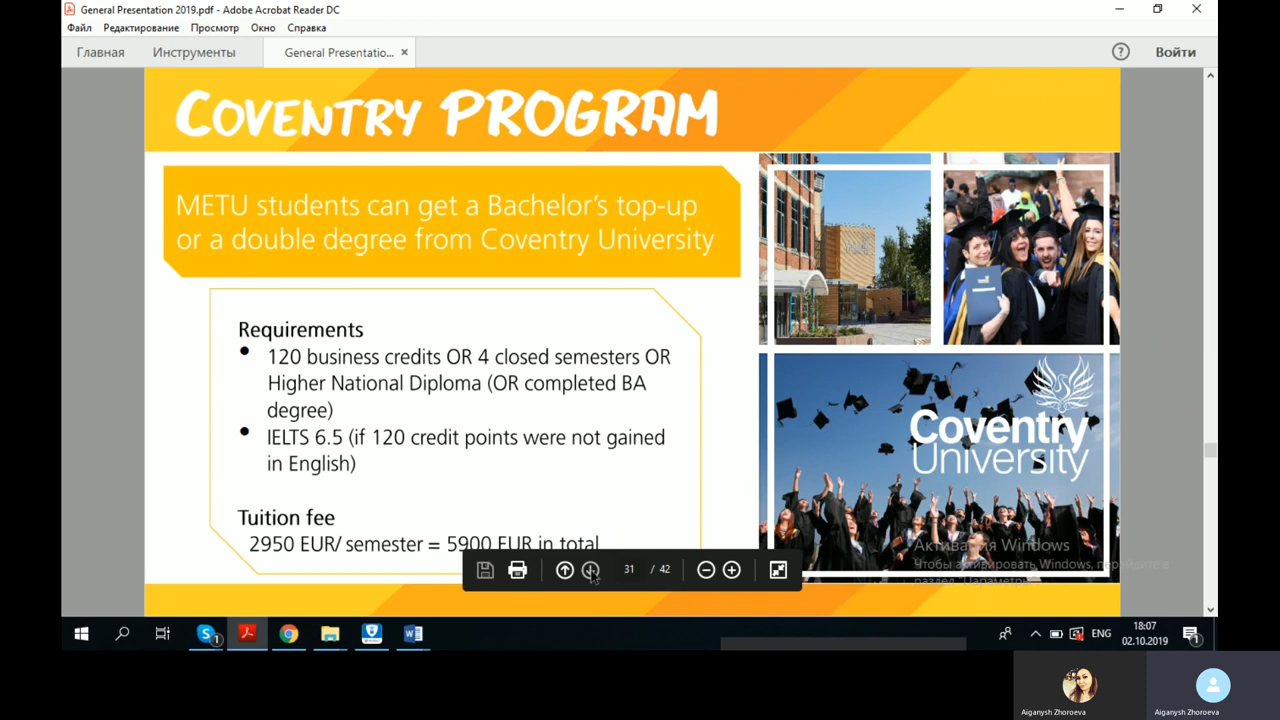 General Presentation 2019.pdf - Adobe Acrobat Reader DC
Файл Редактирование Просмотр Окно Справка
Главная Инструменты General Presentatio... × ? Войти
COVENTRY PROGRAM
METU students can get a Bachelor's top-up
or a double degree from Coventry University
Requirements
• 120 business credits OR 4 closed semesters OR
Higher National Diploma (OR completed BA
degree)
• IELTS 6.5 (if 120 credit points were not gained
in English)
Tuition fee
2950 EUR/ semester = 5900 EUR in total
Coventry
University
Активация Windows
Чтобы активировать Windows, перейдите в
раздел "Параметры
31 / 42
1
ENG
18:07
02.10.2019
1
Aiganysh Zhoroeva
Aiganysh Zhoroeva